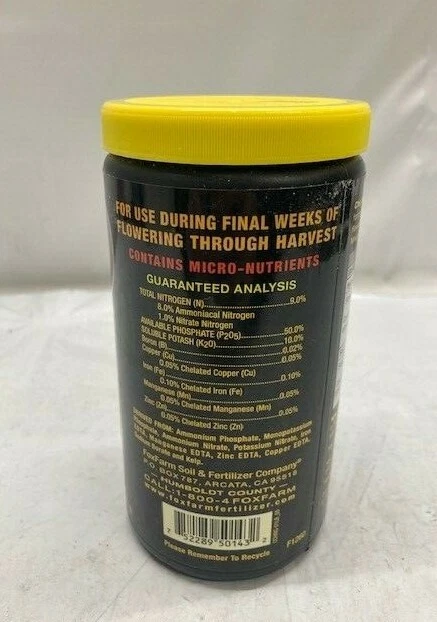 FOR USE DURING FINAL WEEKS OF
FLOWERING THROUGH HARVEST
CONTAINS MICRO-NUTRIENTS
GUARANTEED ANALYSIS
TOTAL NITROGEN (N)...9.0%
8.0% Ammoniacal Nitrogen
1.0% Nitrate Nitrogen
AVAILABLE PHOSPHATE (P2O5)...50.0%
SOLUBLE POTASH (K2O)...10.0%
Boron (B)...0.02%
Copper (Cu)...0.05%
0.05% Chelated Copper (Cu)
Iron (Fe)...0.10%
0.10% Chelated Iron (Fe)
Manganese (Mn)...0.05%
0.05% Chelated Manganese (Mn)
Zinc (Zn)...0.05%
0.05% Chelated Zinc (Zn)
DERIVED FROM: Ammonium Phosphate, Monopotassium
Phosphate, Ammonium Nitrate, Potassium Nitrate, Iron
EDTA, Manganese EDTA, Zinc EDTA, Copper EDTA,
Borate and Kelp.
FoxFarm Soil & Fertilizer Company
P.O. BOX 787, ARCATA, CA 95518
HUMBOLDT COUNTY
CALL:1-800-4FOXFARM
www.foxfarmfertilizer.com
7 52289 50143
Please Remember To Recycle
F1260